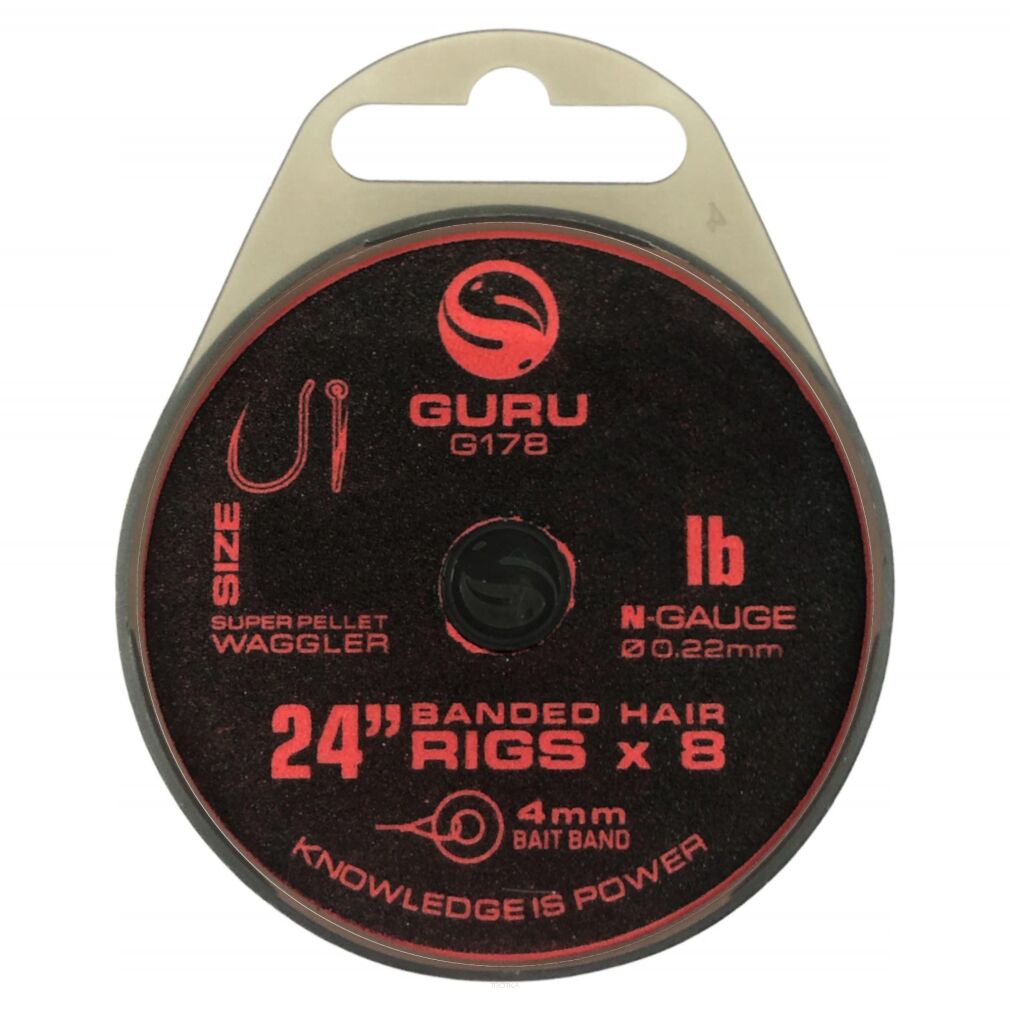 GURU
G178
SIZE
SUPER PELLET
WAGGLER
lb
N-GAUGE
Ø 0.22mm
24” BANDED HAIR
RIGS x 8
4mm
BAIT BAND
KNOWLEDGE IS POWER
4